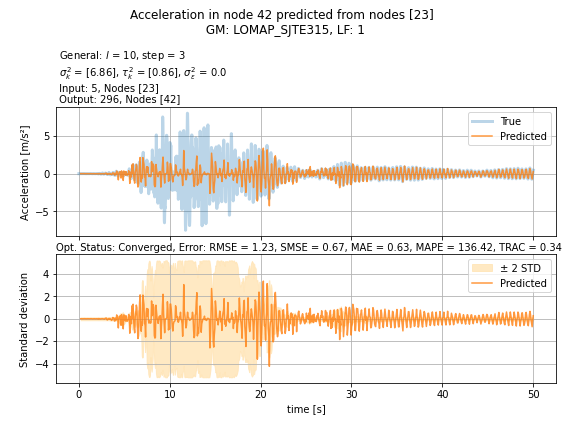 Acceleration in node 42 predicted from nodes [23]
GM: LOMAP_SJTE315, LF: 1
General: l = 10, step = 3
σ²ₖ = [6.86], τ²ₖ = [0.86], σ²ₑ = 0.0
Input: 5, Nodes [23]
Output: 296, Nodes [42]
Acceleration [m/s²]
5
0
−5
True
Predicted
Opt. Status: Converged, Error: RMSE = 1.23, SMSE = 0.67, MAE = 0.63, MAPE = 136.42, TRAC = 0.34
Standard deviation
4
2
0
−2
−4
± 2 STD
Predicted
0 10 20 30 40 50
time [s]